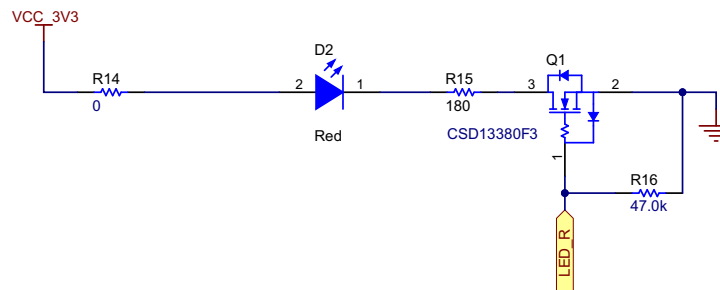 VCC_3V3
R14
0
D2
2
1
Red
R15
180
Q1
3
2
CSD13380F3
1
R16
47.0k
LED_R